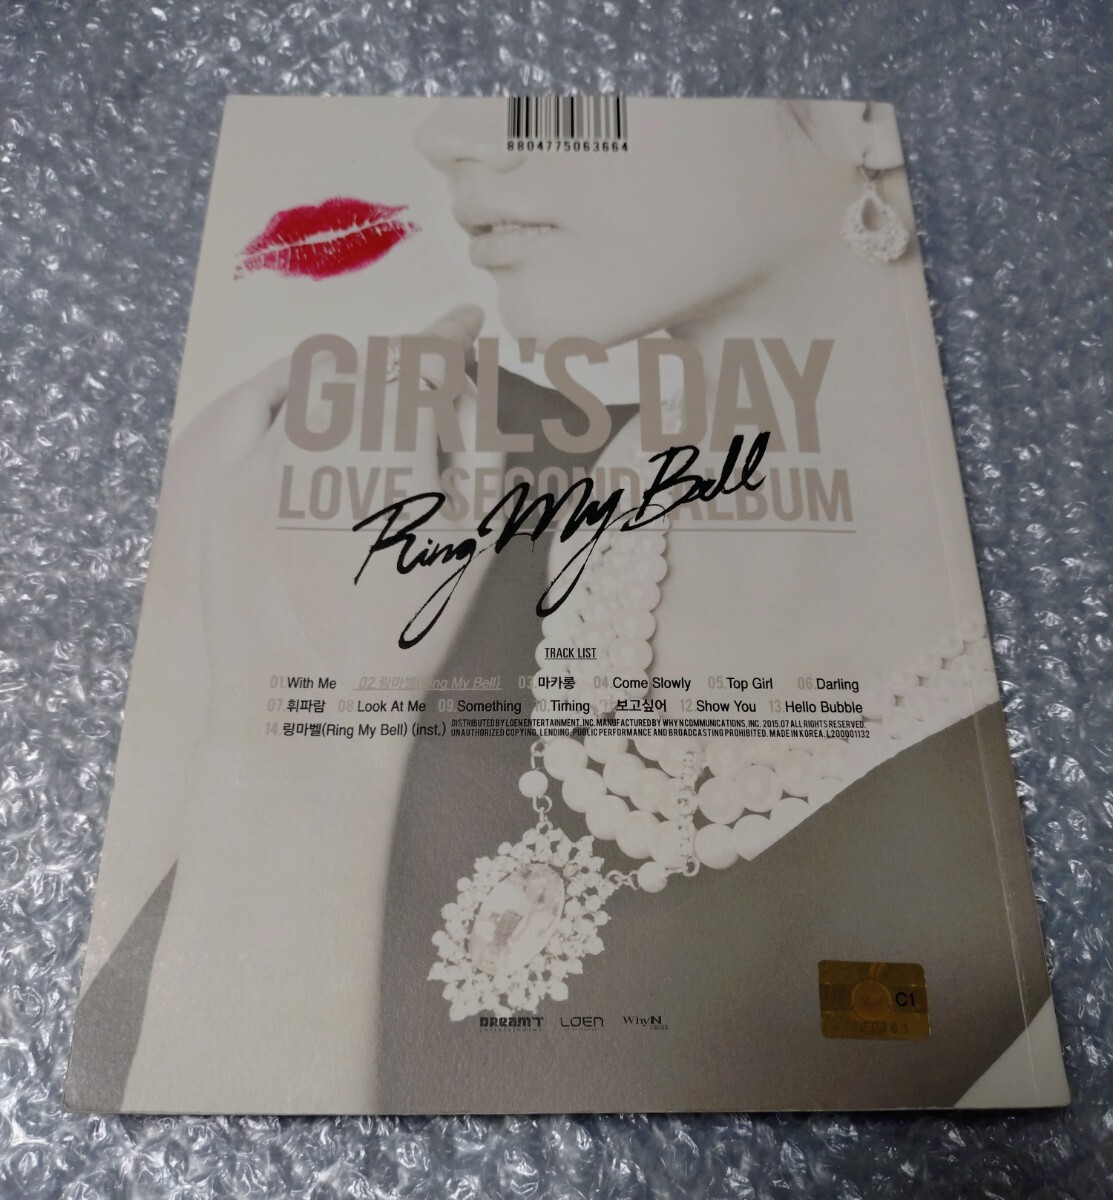 8804775063664
GIRL'S DAY
LOVE SECOND ALBUM
Ring My Bell
TRACK LIST
01.With Me 02.링마벨(Ring My Bell) 03.마카롱 04.Come Slowly 05.Top Girl 06.Darling
07.휘파람 08.Look At Me 09.Something 10.Timing 11.보고싶어 12.Show You 13.Hello Bubble
14.링마벨(Ring My Bell) (inst.)
DISTRIBUTED BY LOEN ENTERTAINMENT, INC. MANUFACTURED BY WHY N COMMUNICATIONS, INC. 2015.07 ALL RIGHTS RESERVED.
UNAUTHORIZED COPYING, LENDING, PUBLIC PERFORMANCE AND BROADCASTING PROHIBITED. MADE IN KOREA. L200001132
C1
DREAMT LOEN WhyN